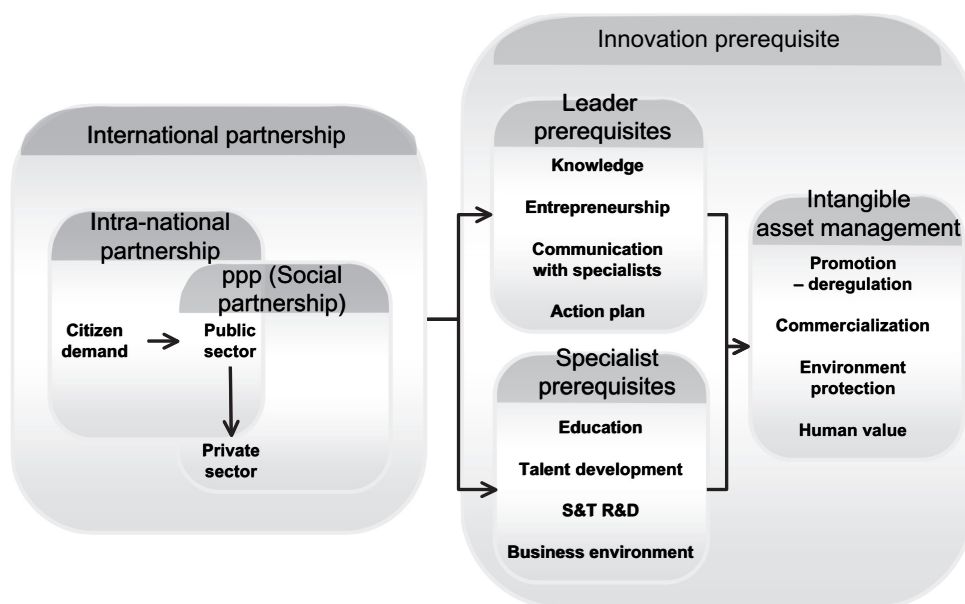 International partnership
Intra-national
partnership
ppp (Social
partnership)
Citizen
demand
Public
sector
Private
sector
Innovation prerequisite
Leader
prerequisites
Knowledge
Entrepreneurship
Communication
with specialists
Action plan
Specialist
prerequisites
Education
Talent development
S&T R&D
Business environment
Intangible
asset management
Promotion
– deregulation
Commercialization
Environment
protection
Human value